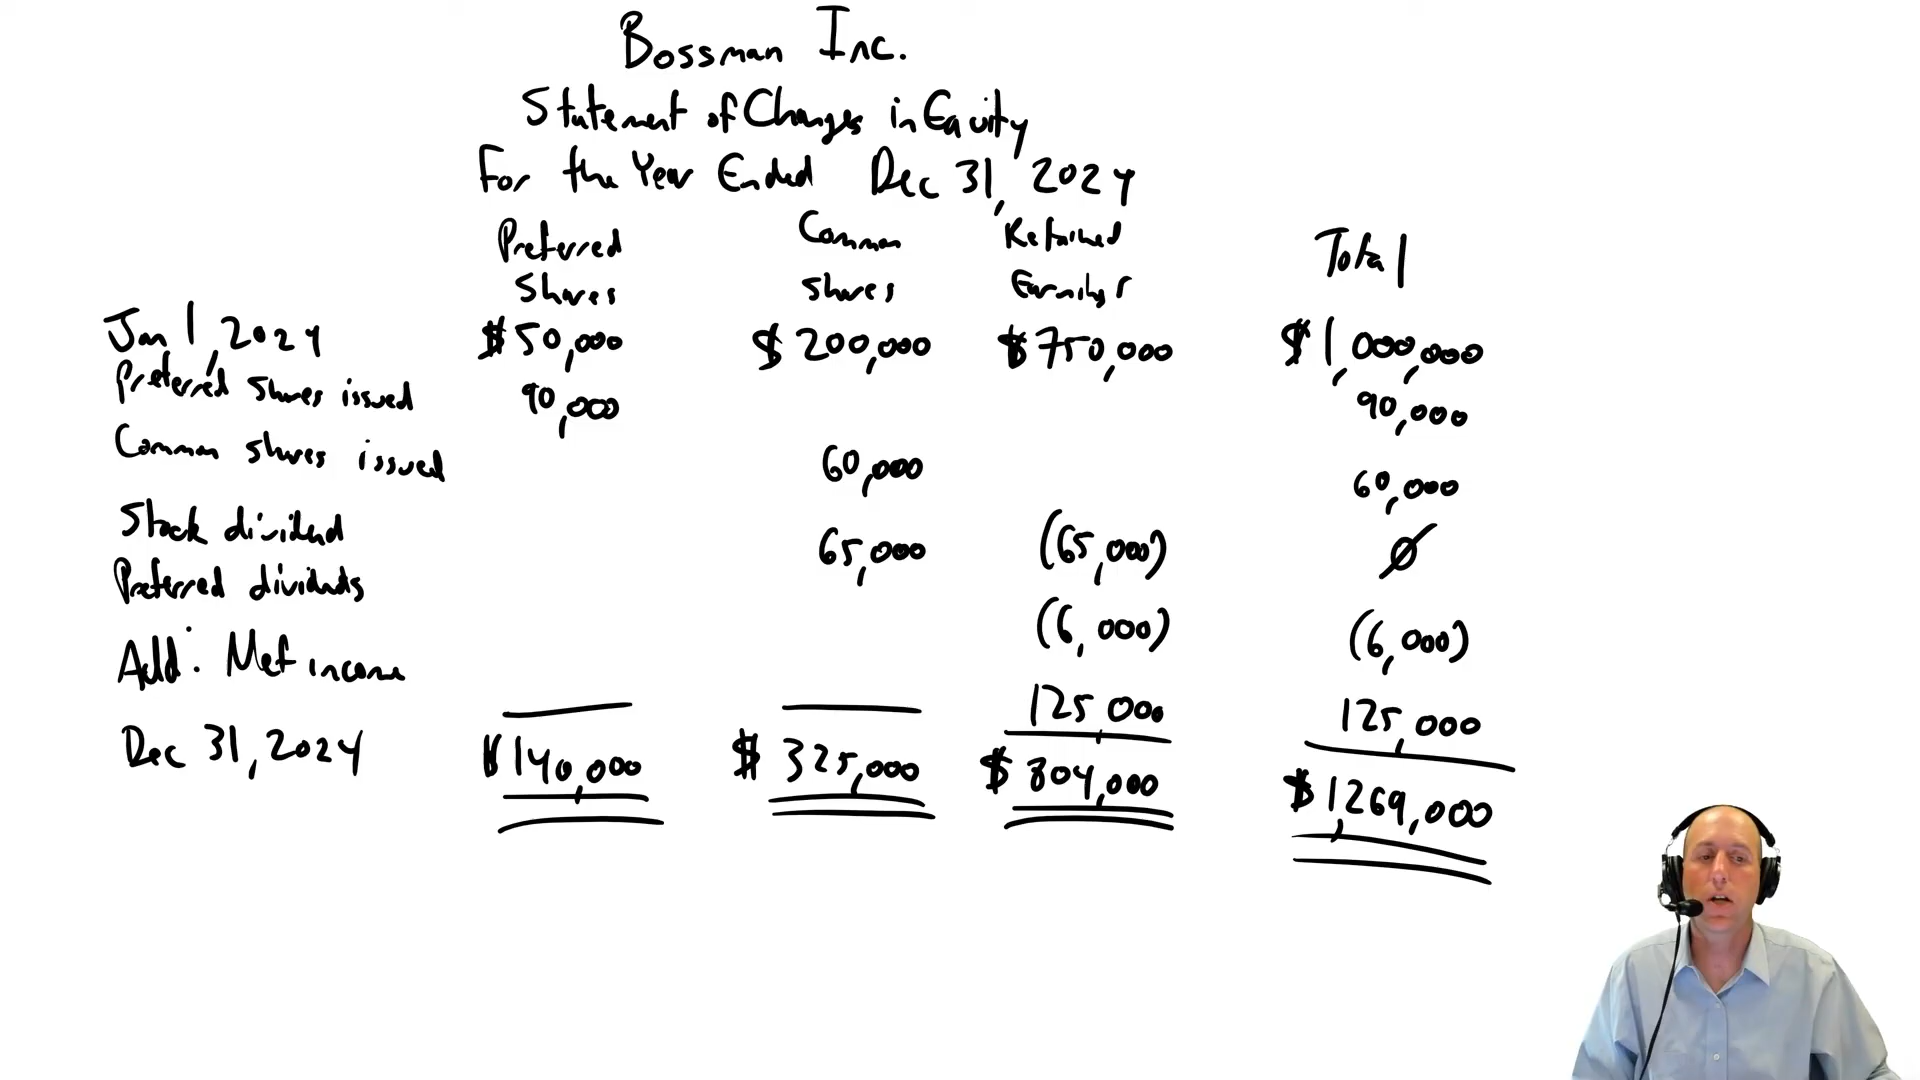 Bossman Inc.
Statement of Changes in Equity
For the Year Ended Dec 31, 2024
Preferred Shares Common Shares Retained Earnings Total
Jan 1, 2024 $50,000 $200,000 $750,000 $1,000,000
Preferred shares issued 90,000 90,000
Common shares issued 60,000 60,000
Stock dividend 65,000 (65,000) Ø
Preferred dividends (6,000) (6,000)
Add: Net income 125,000 125,000
Dec 31, 2024 $140,000 $325,000 $804,000 $1,269,000